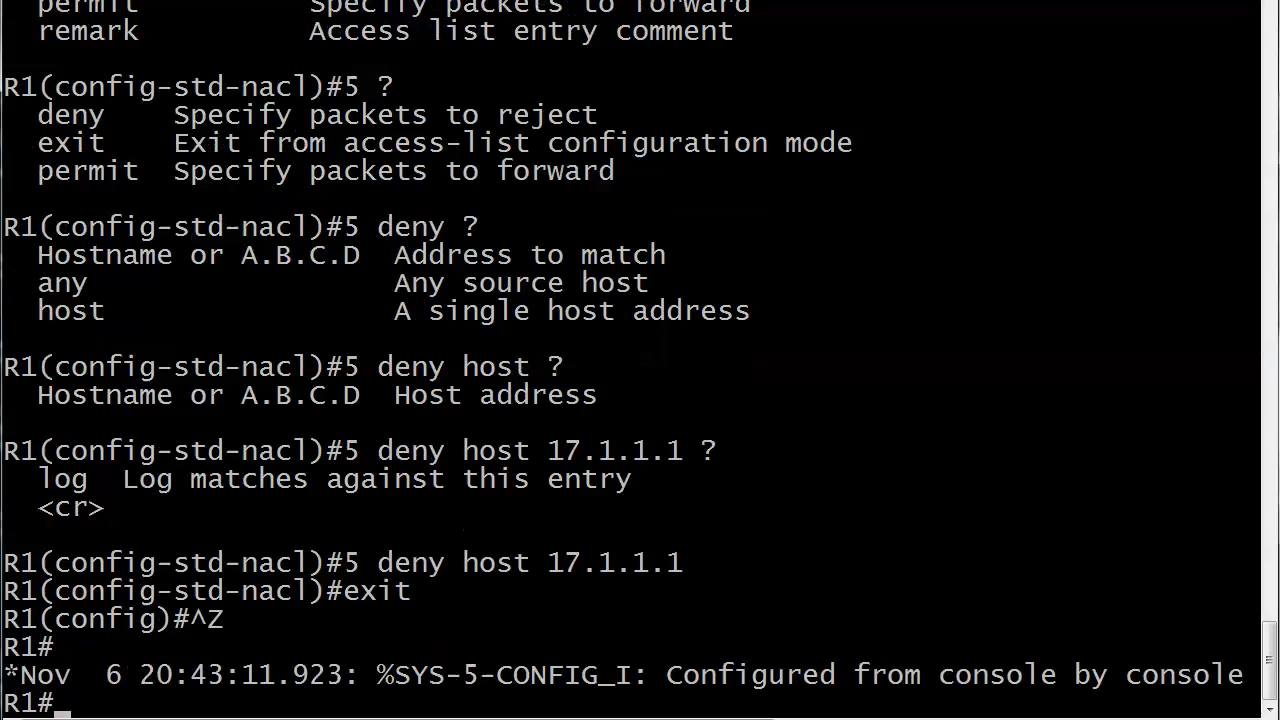 permit Specify packets to forward
remark Access list entry comment
R1(config-std-nacl)#5 ?
deny Specify packets to reject
exit Exit from access-list configuration mode
permit Specify packets to forward
R1(config-std-nacl)#5 deny ?
Hostname or A.B.C.D Address to match
any Any source host
host A single host address
R1(config-std-nacl)#5 deny host ?
Hostname or A.B.C.D Host address
R1(config-std-nacl)#5 deny host 17.1.1.1 ?
log Log matches against this entry
<cr>
R1(config-std-nacl)#5 deny host 17.1.1.1
R1(config-std-nacl)#exit
R1(config)#^Z
R1#
*Nov 6 20:43:11.923: %SYS-5-CONFIG_I: Configured from console by console
R1#